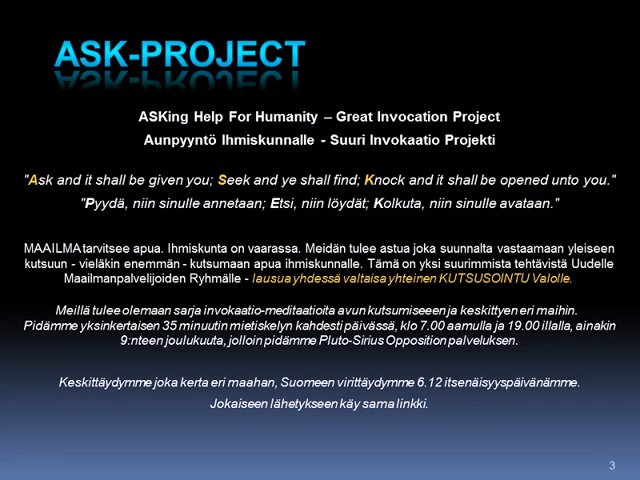 ASK-PROJECT
ASKing Help For Humanity – Great Invocation Project
Aunpyyntö Ihmiskunnalle - Suuri Invokaatio Projekti
"Ask and it shall be given you; Seek and ye shall find; Knock and it shall be opened unto you."
"Pyydä, niin sinulle annetaan; Etsi, niin löydät; Kolkuta, niin sinulle avataan."
MAAILMA tarvitsee apua. Ihmiskunta on vaarassa. Meidän tulee astua joka suunnalta vastaamaan yleiseen
kutsuun - vieläkin enemmän - kutsumaan apua ihmiskunnalle. Tämä on yksi suurimmista tehtävistä Uudelle
Maailmanpalvelijoiden Ryhmälle - lausua yhdessä valtaisa yhteinen KUTSUSOINTU Valolle.
Meillä tulee olemaan sarja invokaatio-meditaatioita avun kutsumiseeen ja keskittyen eri maihin.
Pidämme yksinkertaisen 35 minuutin mietiskelyn kahdesti päivässä, klo 7.00 aamulla ja 19.00 illalla, ainakin
9:nteen joulukuuta, jolloin pidämme Pluto-Sirius Opposition palveluksen.
Keskittäydymme joka kerta eri maahan, Suomeen virittäydymme 6.12 itsenäisyyspäivänämme.
Jokaiseen lähetykseen käy sama linkki.
3